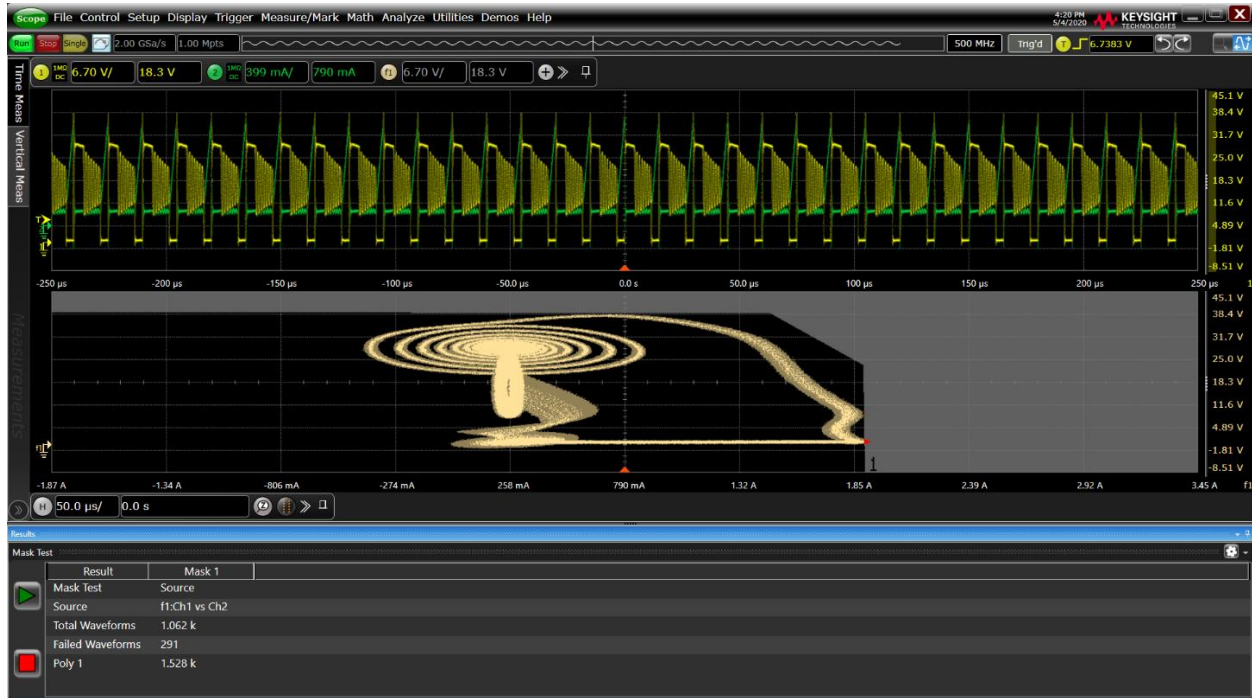 Scope File Control Setup Display Trigger Measure/Mark Math Analyze Utilities Demos Help 4:20 PM 5/4/2020 KEYSIGHT TECHNOLOGIES
Run Stop Single 2.00 GSa/s 1.00 Mpts 500 MHz Trig'd T 6.7383 V
1 1MΩ DC 6.70 V/ 18.3 V 2 1MΩ DC 399 mA/ 790 mA f1 6.70 V/ 18.3 V
Time Meas
Vertical Meas
Measurements
45.1 V
38.4 V
31.7 V
25.0 V
18.3 V
11.6 V
4.89 V
-1.81 V
-8.51 V
-250 µs -200 µs -150 µs -100 µs -50.0 µs 0.0 s 50.0 µs 100 µs 150 µs 200 µs 250 µs 1
45.1 V
38.4 V
31.7 V
25.0 V
18.3 V
11.6 V
4.89 V
-1.81 V
-8.51 V
f1
1
-1.87 A -1.34 A -806 mA -274 mA 258 mA 790 mA 1.32 A 1.85 A 2.39 A 2.92 A 3.45 A f1
H 50.0 µs/ 0.0 s
Results
Mask Test
Result Mask 1
Mask Test Source
Source f1:Ch1 vs Ch2
Total Waveforms 1.062 k
Failed Waveforms 291
Poly 1 1.528 k